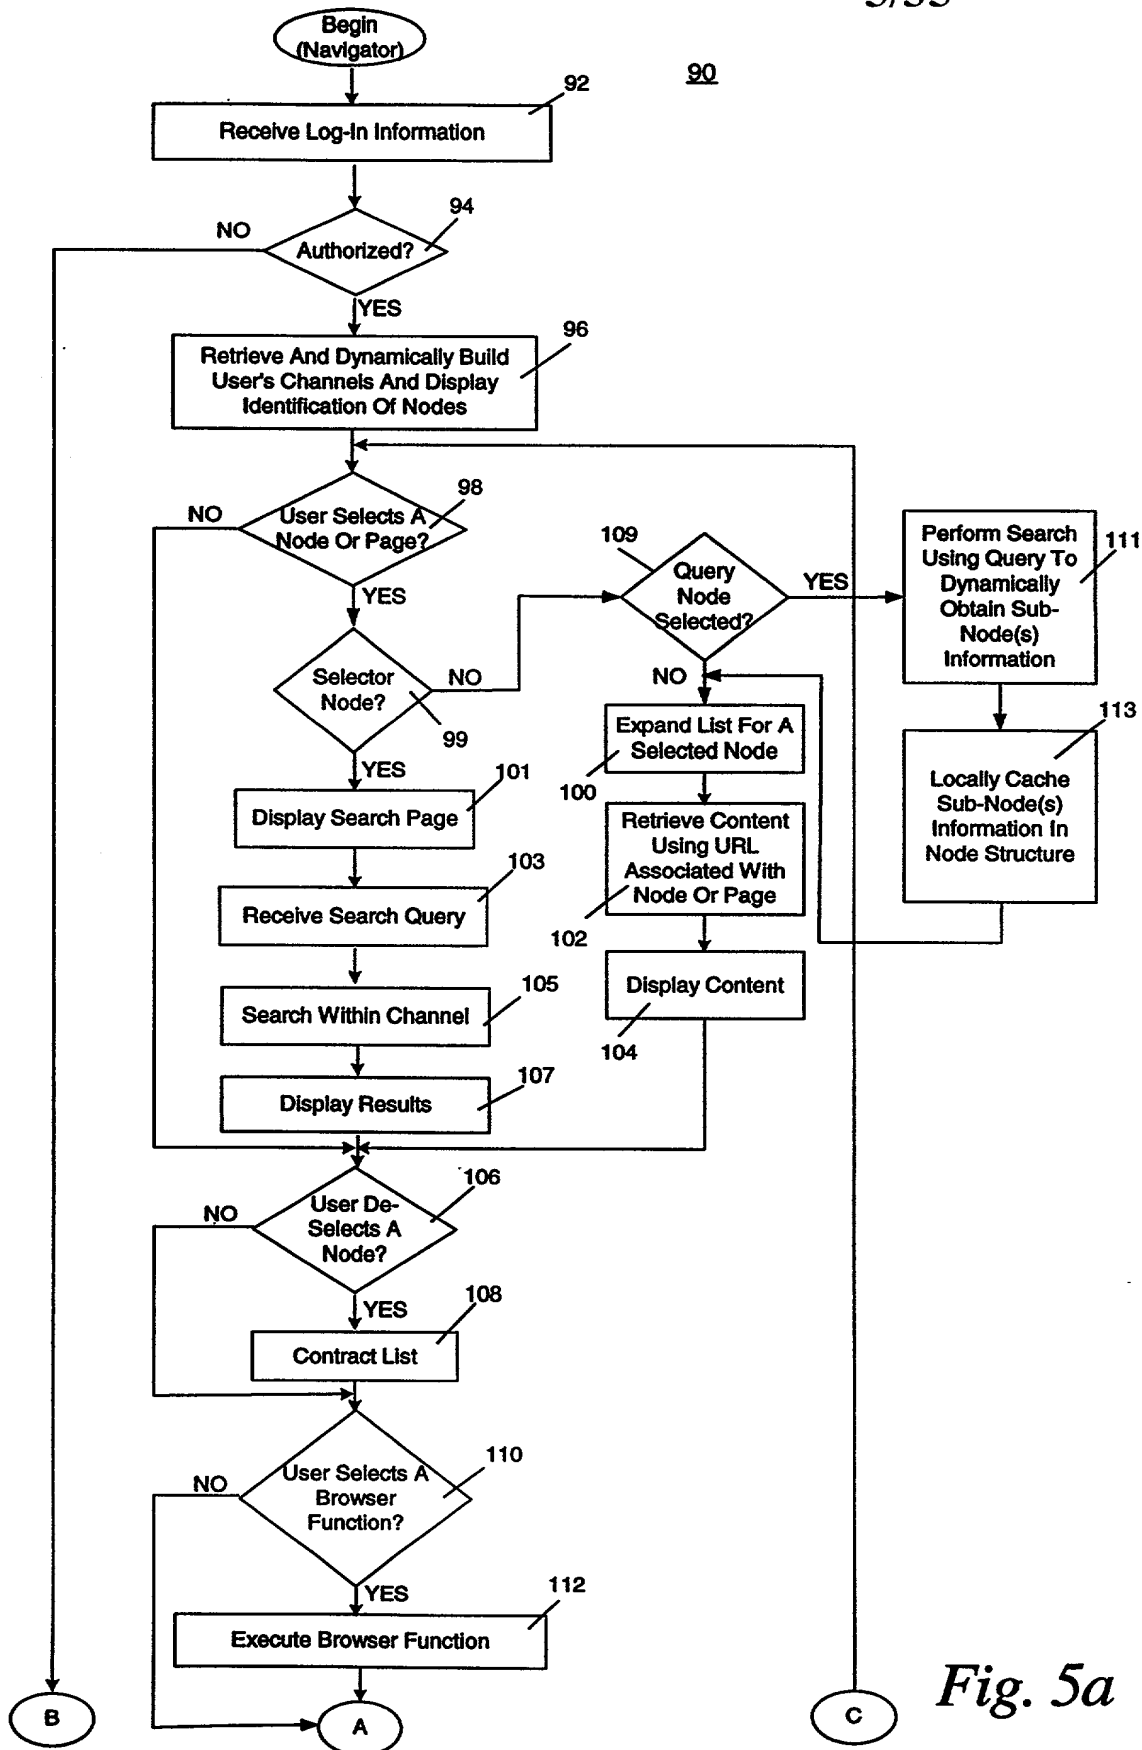 Begin
(Navigator)
90
92
Receive Log-In Information
94
NO
Authorized?
YES
96
Retrieve And Dynamically Build
User's Channels And Display
Identification Of Nodes
98
NO
User Selects A
Node Or Page?
YES
109
Query
Node
Selected?
YES
Perform Search
Using Query To
Dynamically
Obtain Sub-
Node(s)
Information
111
Selector
Node?
NO
99
YES
NO
113
Expand List For A
Selected Node
100
101
Display Search Page
Locally Cache
Sub-Node(s)
Information In
Node Structure
Retrieve Content
Using URL
Associated With
Node Or Page
102
103
Receive Search Query
105
Search Within Channel
Display Content
104
107
Display Results
106
NO
User De-
Selects A
Node?
YES
108
Contract List
110
NO
User Selects A
Browser
Function?
YES
112
Execute Browser Function
B
A
C
Fig. 5a